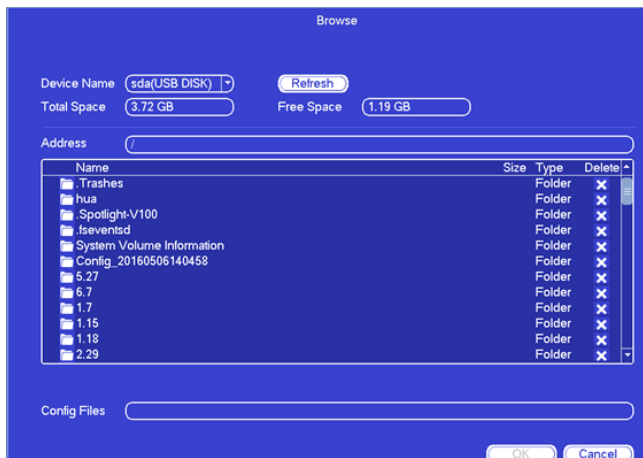 Browse
Device Name sda(USB DISK) Refresh
Total Space 3.72 GB Free Space 1.19 GB
Address /
Name Size Type Delete
.Trashes Folder
hua Folder
.Spotlight-V100 Folder
.fseventsd Folder
System Volume Information Folder
Config_20160506140458 Folder
5.27 Folder
6.7 Folder
1.7 Folder
1.15 Folder
1.18 Folder
2.29 Folder
Config Files
OK Cancel